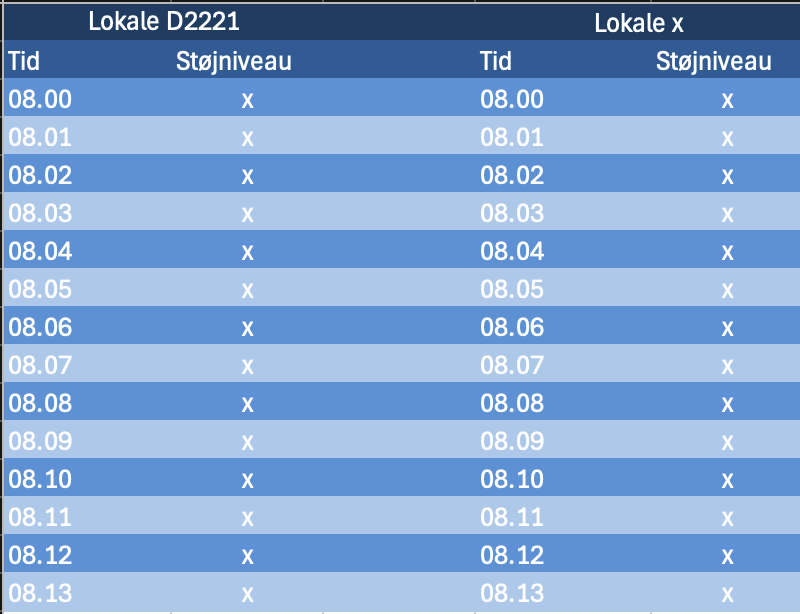 Lokale D2221 Lokale x
Tid Støjniveau Tid Støjniveau
08.00 x 08.00 x
08.01 x 08.01 x
08.02 x 08.02 x
08.03 x 08.03 x
08.04 x 08.04 x
08.05 x 08.05 x
08.06 x 08.06 x
08.07 x 08.07 x
08.08 x 08.08 x
08.09 x 08.09 x
08.10 x 08.10 x
08.11 x 08.11 x
08.12 x 08.12 x
08.13 x 08.13 x